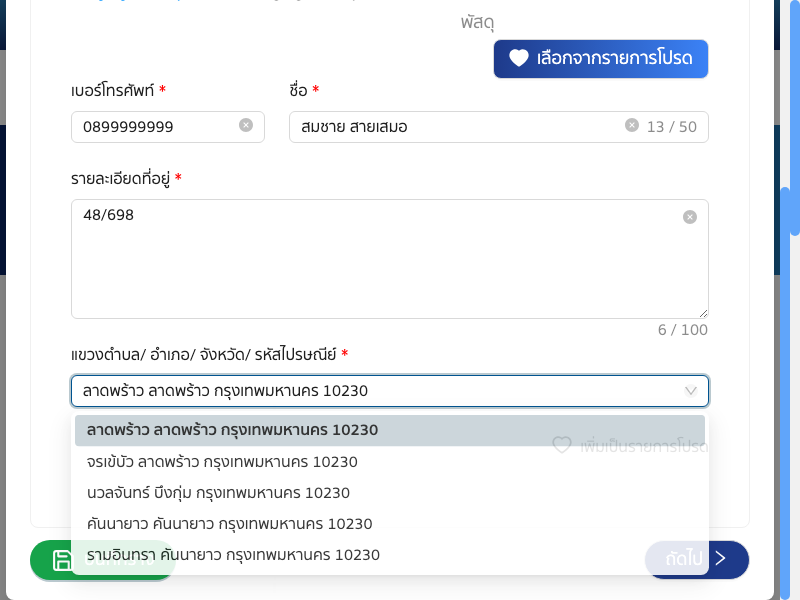 พัสดุ
เลือกจากรายการโปรด
เบอร์โทรศัพท์ * ชื่อ *
0899999999 สมชาย สายเสมอ 13 / 50
รายละเอียดที่อยู่ *
48/698
6 / 100
แขวงตำบล/ อำเภอ/ จังหวัด/ รหัสไปรษณีย์ *
ลาดพร้าว ลาดพร้าว กรุงเทพมหานคร 10230
ลาดพร้าว ลาดพร้าว กรุงเทพมหานคร 10230
เพิ่มเป็นรายการโปรด
จรเข้บัว ลาดพร้าว กรุงเทพมหานคร 10230
นวลจันทร์ บึงกุ่ม กรุงเทพมหานคร 10230
คันนายาว คันนายาว กรุงเทพมหานคร 10230
รามอินทรา คันนายาว กรุงเทพมหานคร 10230
ถัดไป